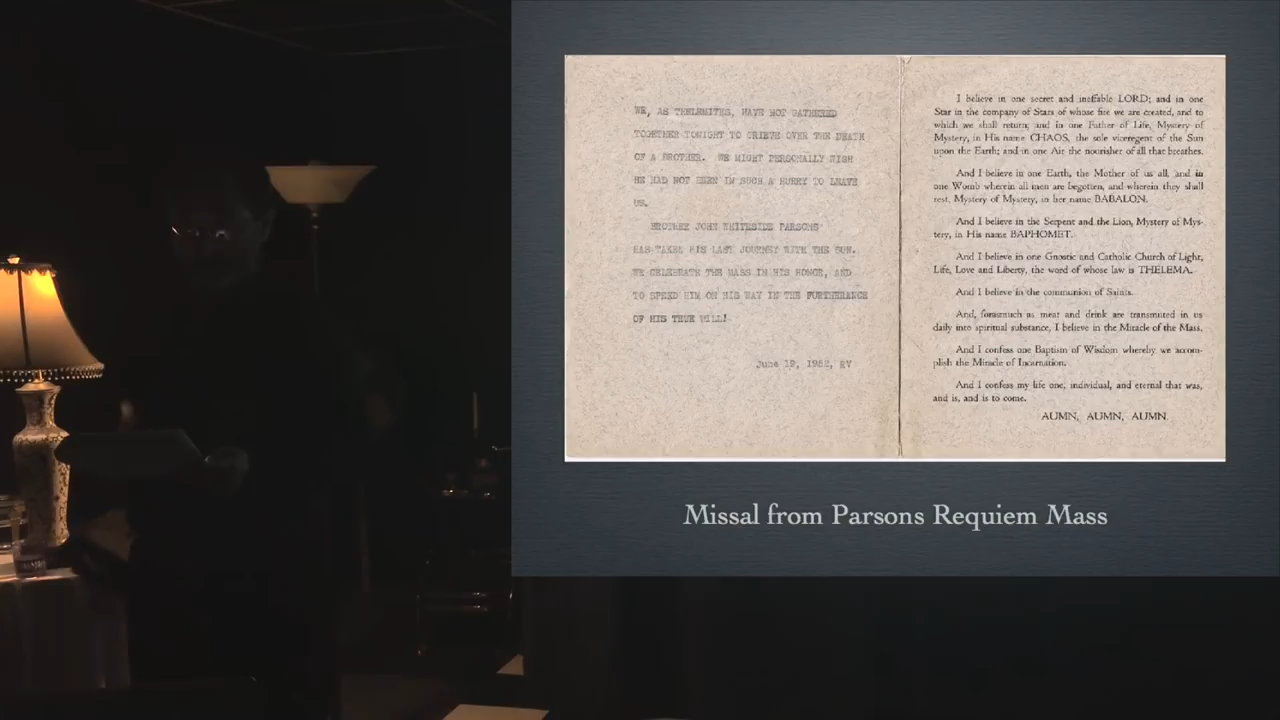 WE, AS THELEMITES, HAVE NOT GATHERED
TOGETHER TONIGHT TO GRIEVE OVER THE DEATH
OF A BROTHER. WE MIGHT PERSONALLY WISH
HE HAD NOT BEEN IN SUCH A HURRY TO LEAVE
US.
BROTHER JOHN WHITESIDE PARSONS
HAS TAKEN HIS LAST JOURNEY WITH THE SUN.
WE CELEBRATE THE MASS IN HIS HONOR, AND
TO SPEED HIM ON HIS WAY IN THE FURTHERANCE
OF HIS TRUE WILL!
June 19, 1952, EV
I believe in one secret and ineffable LORD; and in one
Star in the company of Stars of whose fire we are created, and to
which we shall return; and in one Father of Life, Mystery of
Mystery, in His name CHAOS, the sole viceregent of the Sun
upon the Earth; and in one Air the nourisher of all that breathes.
And I believe in one Earth, the Mother of us all, and in
one Womb wherein all men are begotten, and wherein they shall
rest, Mystery of Mystery, in her name BABALON.
And I believe in the Serpent and the Lion, Mystery of Mys-
tery, in His name BAPHOMET.
And I believe in one Gnostic and Catholic Church of Light,
Life, Love and Liberty, the word of whose law is THELEMA.
And I believe in the communion of Saints.
And, forasmuch as meat and drink are transmuted in us
daily into spiritual substance, I believe in the Miracle of the Mass.
And I confess one Baptism of Wisdom whereby we accom-
plish the Miracle of Incarnation.
And I confess my life one, individual, and eternal that was,
and is, and is to come.
AUMN, AUMN, AUMN.
Missal from Parsons Requiem Mass